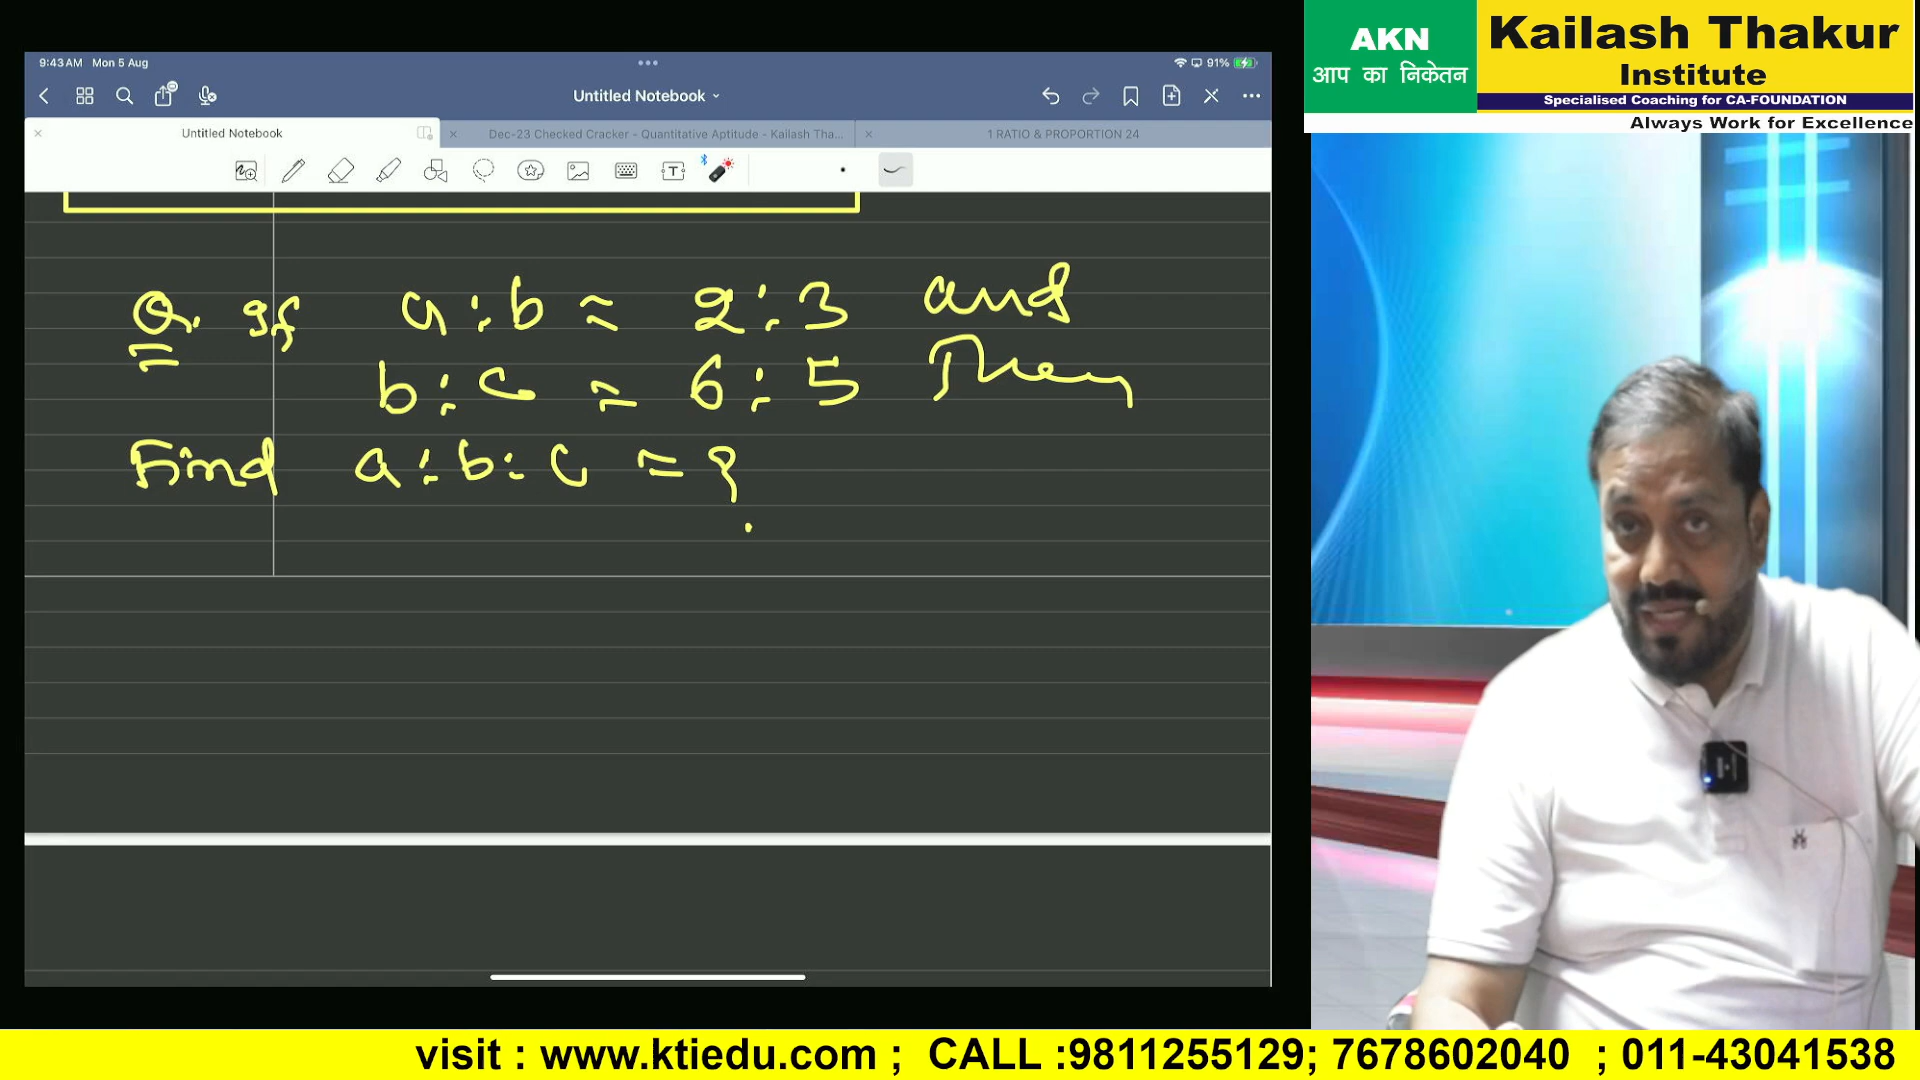 AKN
आप का निकेतन
Kailash Thakur
Institute
Specialised Coaching for CA-FOUNDATION
Always Work for Excellence
9:43 AM Mon 5 Aug
91%
Untitled Notebook
Untitled Notebook
Dec-23 Checked Cracker - Quantitative Aptitude - Kailash Tha...
1 RATIO & PROPORTION 24
Q. If a : b = 2 : 3 and
b : c = 6 : 5 Then
Find a : b : c = ?
visit : www.ktiedu.com ; CALL :9811255129; 7678602040 ; 011-43041538